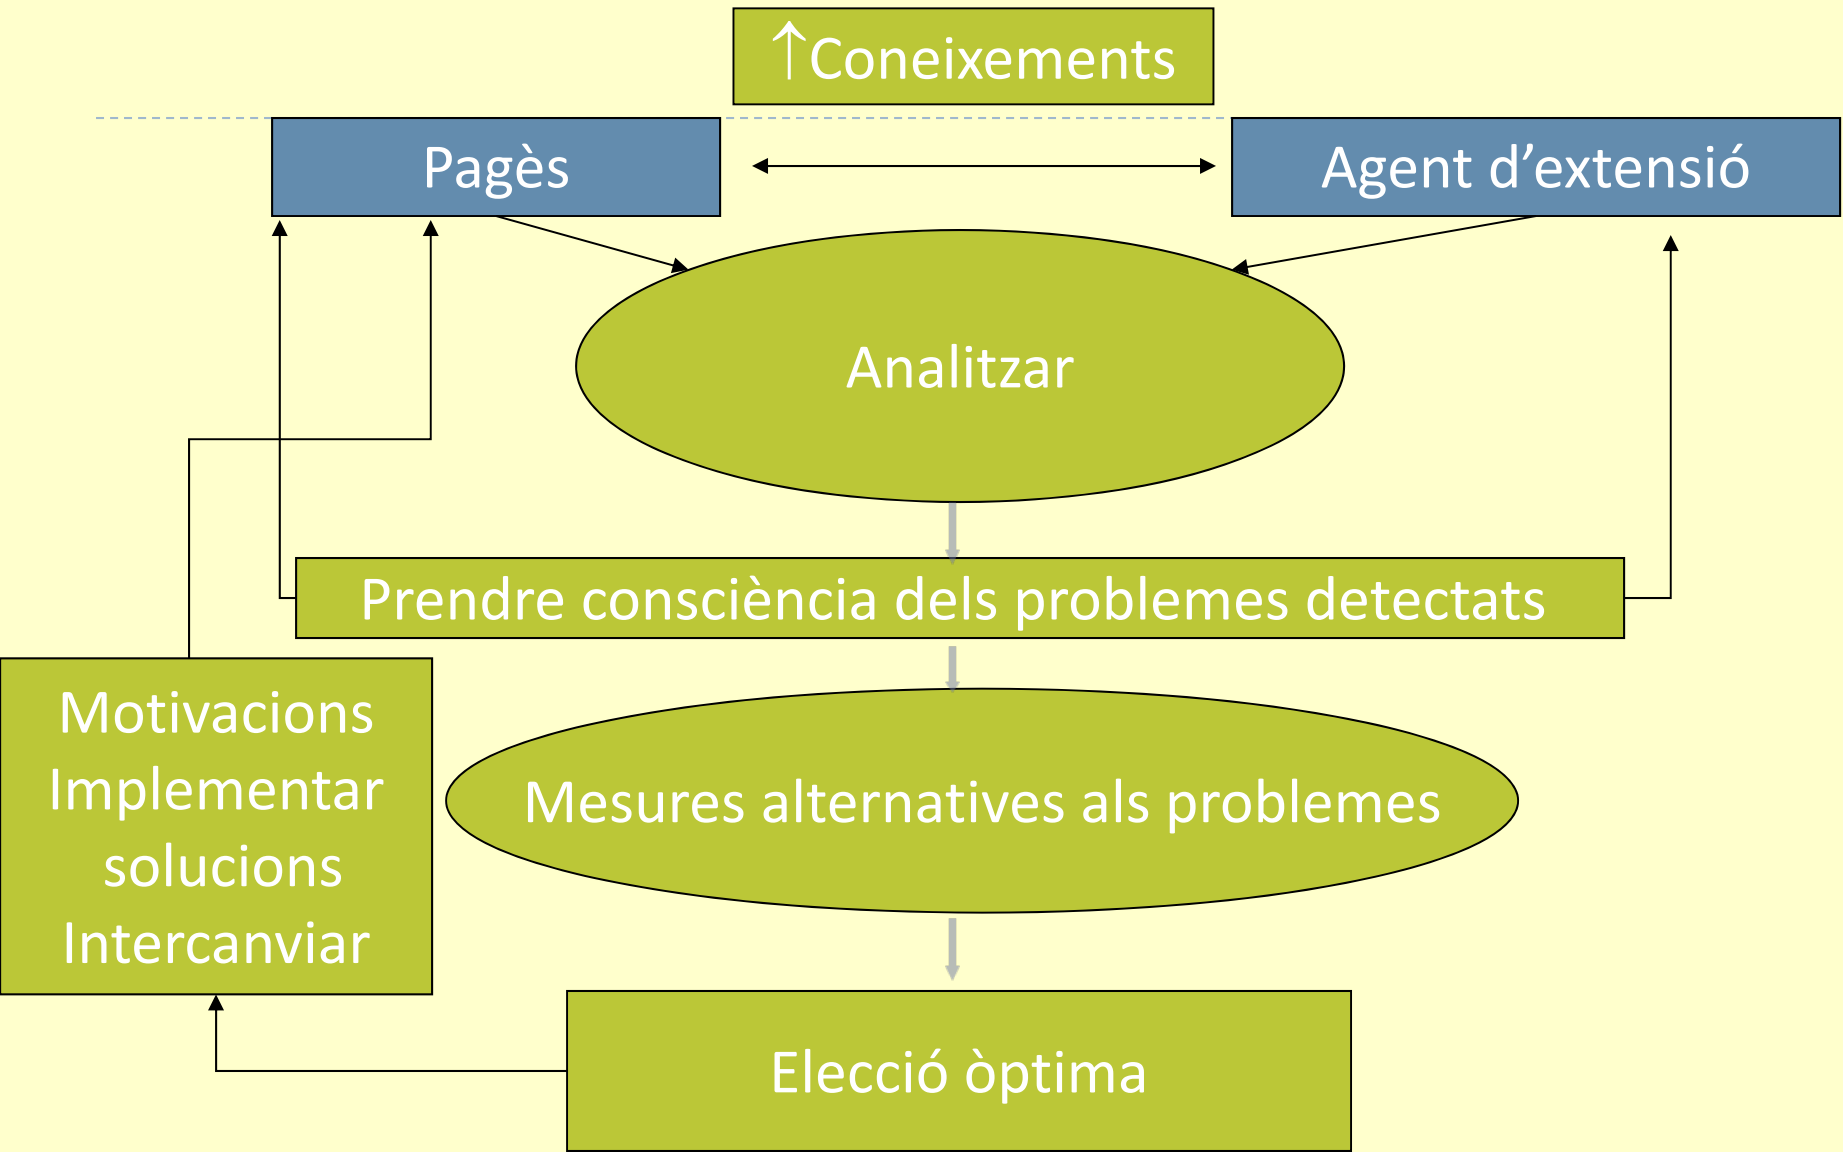 ↑Coneixements
Pagès
Agent d’extensió
Analitzar
Prendre consciència dels problemes detectats
Motivacions
Implementar
solucions
Intercanviar
Mesures alternatives als problemes
Elecció òptima